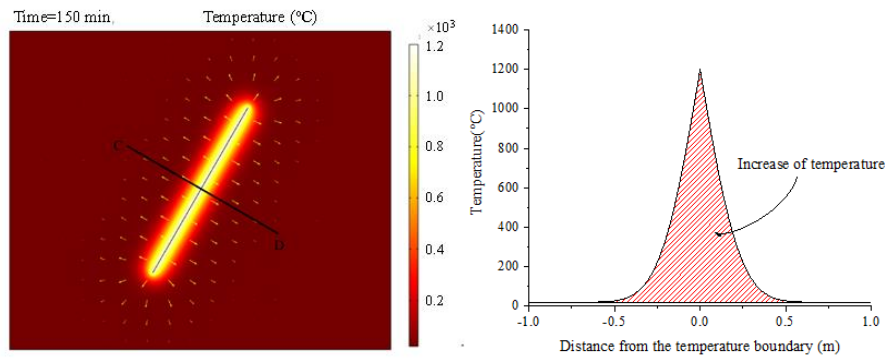 Time=150 min.
Temperature (°C)
×10³
1.2
1.0
0.8
0.6
0.4
0.2
C
D
Temperature(°C)
1400
1200
1000
800
600
400
200
0
Increase of temperature
-1.0 -0.5 0.0 0.5 1.0
Distance from the temperature boundary (m)